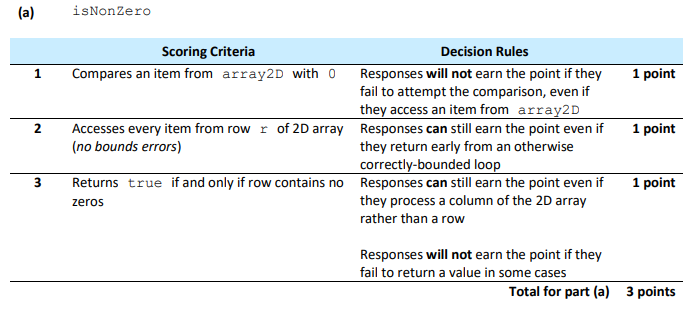 (a) isNonZero
Scoring Criteria Decision Rules
1 Compares an item from array2D with 0 Responses will not earn the point if they 1 point
fail to attempt the comparison, even if
they access an item from array2D
2 Accesses every item from row r of 2D array Responses can still earn the point even if 1 point
(no bounds errors) they return early from an otherwise
correctly-bounded loop
3 Returns true if and only if row contains no Responses can still earn the point even if 1 point
zeros they process a column of the 2D array
rather than a row
Responses will not earn the point if they
fail to return a value in some cases
Total for part (a) 3 points